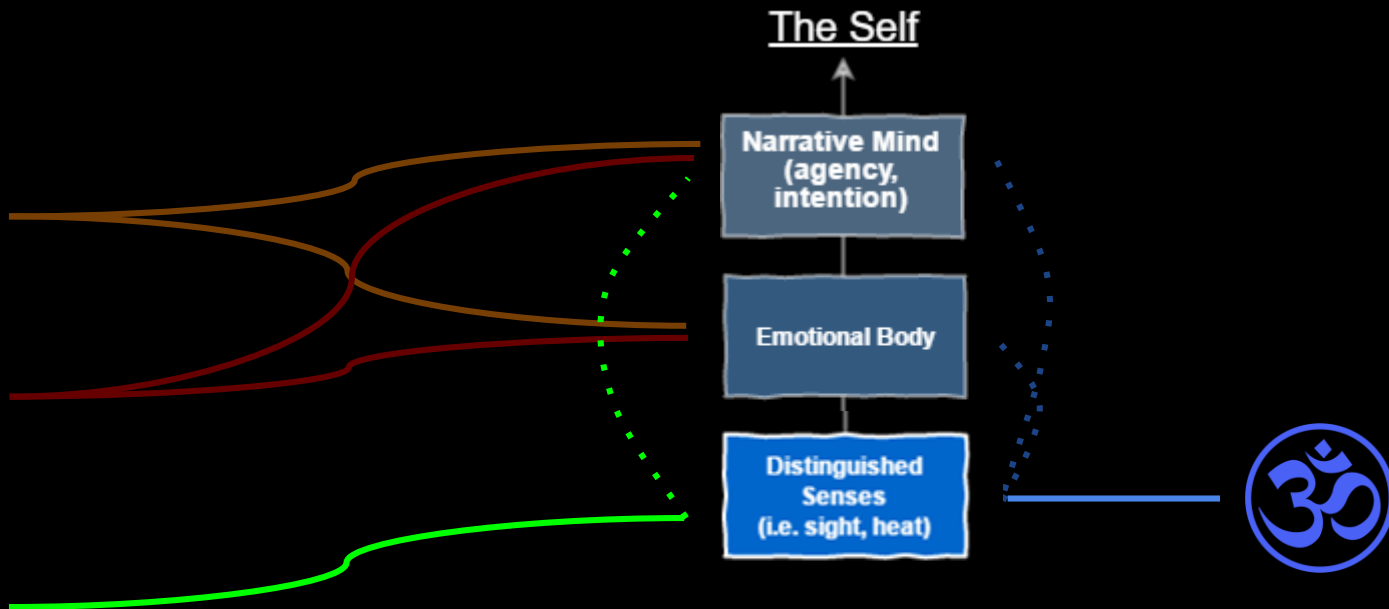 The Self
Narrative Mind
(agency,
intention)
Emotional Body
Distinguished
Senses
(i.e. sight, heat)
ॐ